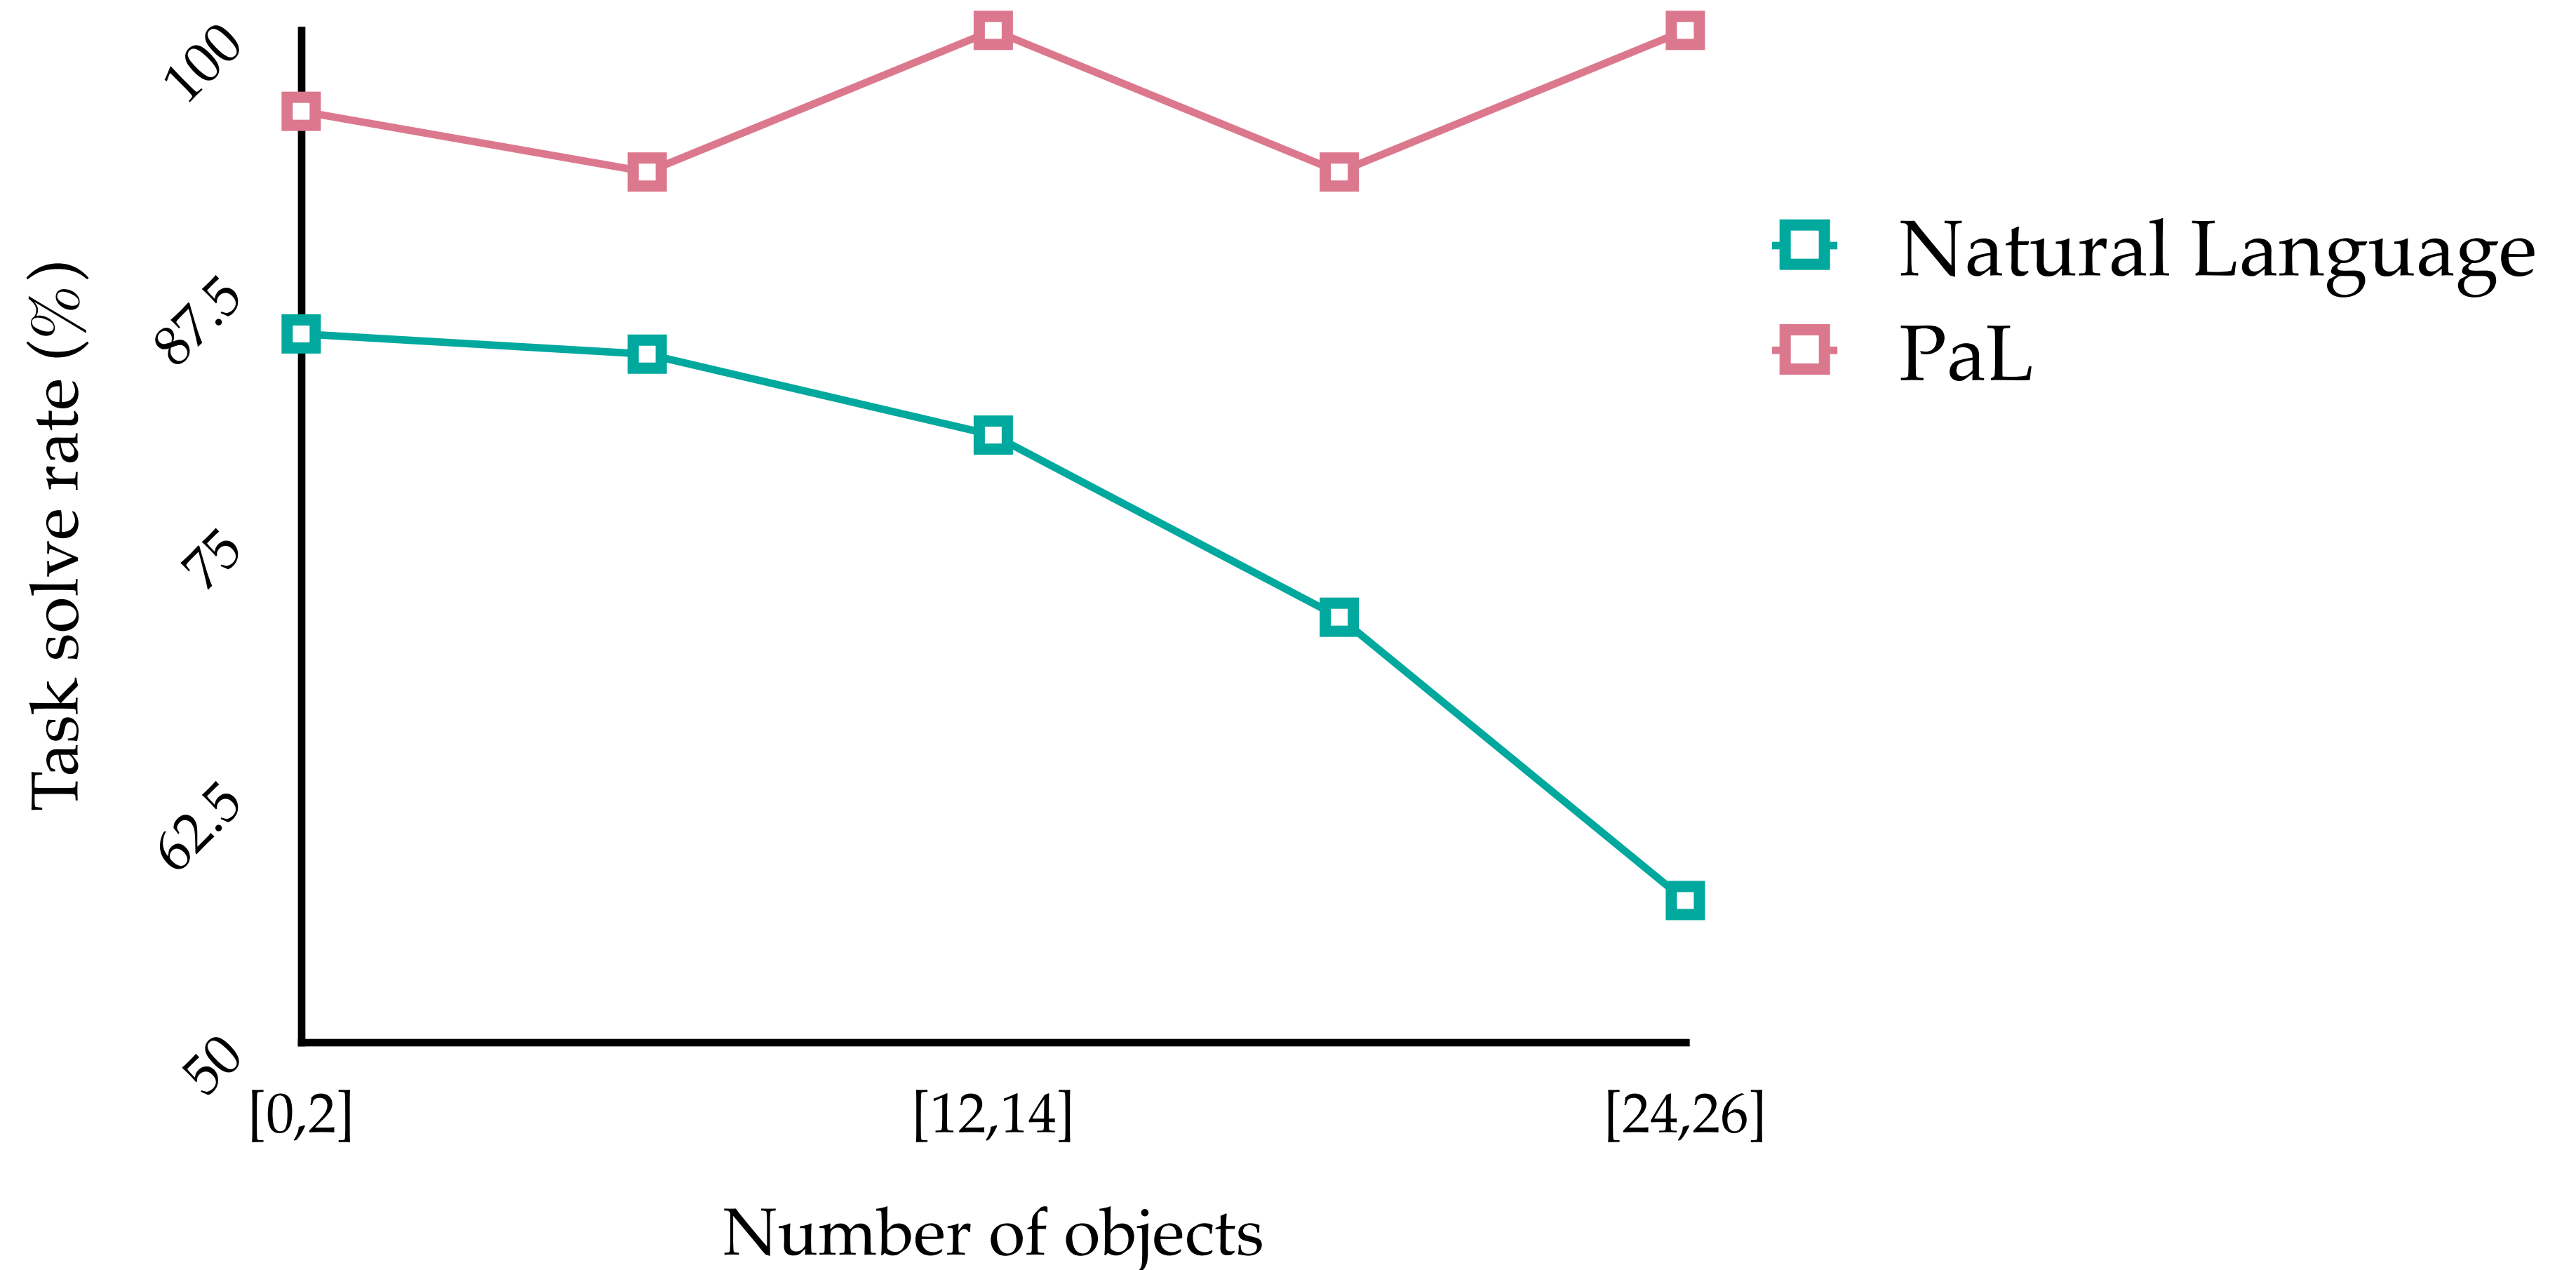 Task solve rate (%)
100
87.5
75
62.5
50
[0,2]
[12,14]
[24,26]
Number of objects
Natural Language
PaL